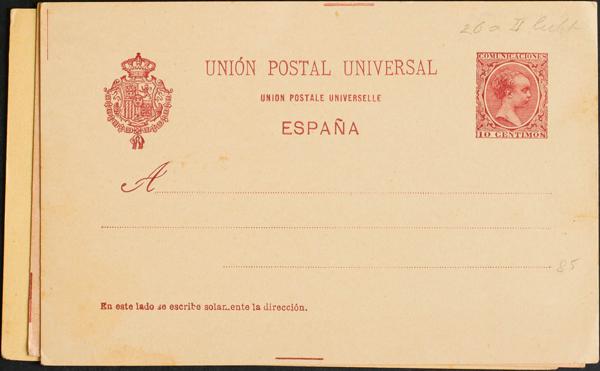 COMUNICACIONES
UNIÓN POSTAL UNIVERSAL
UNION POSTALE UNIVERSELLE
10 CENTIMOS
ESPAÑA
A
85
En este lado se escribe solamente la dirección.